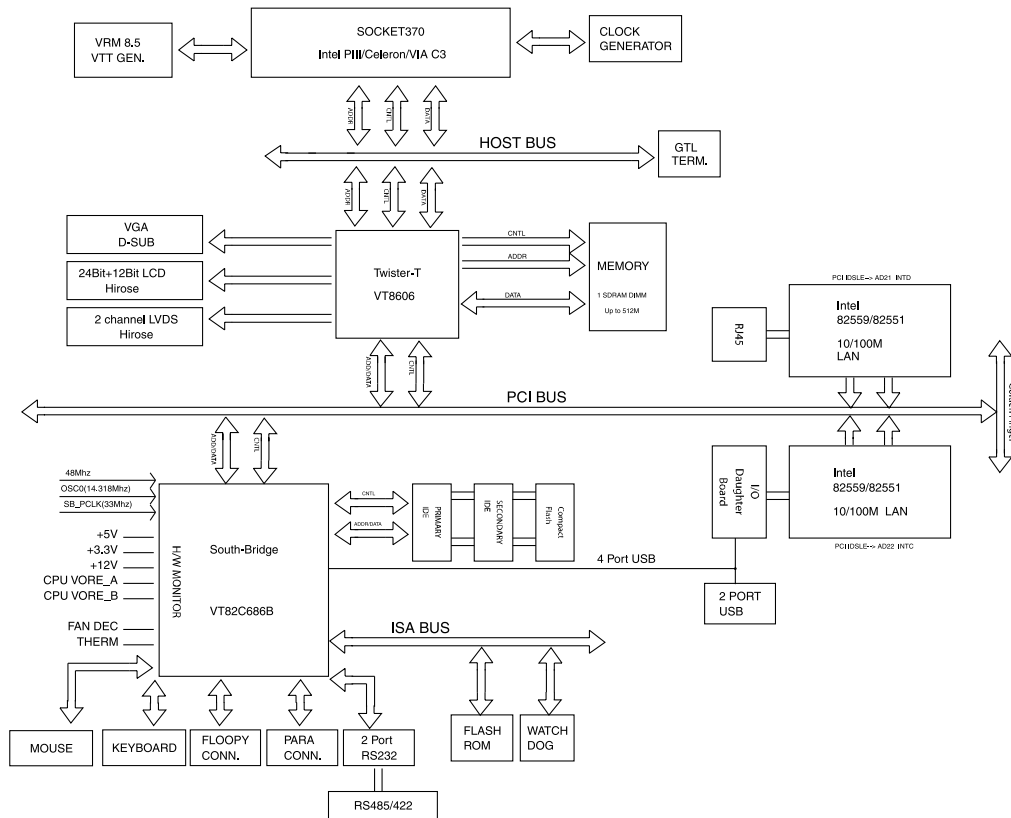 VRM 8.5
VTT GEN.
SOCKET370
Intel PIII/Celeron/VIA C3
CLOCK
GENERATOR
ADDR
CNTL
DATA
HOST BUS
GTL
TERM.
ADDR
CNTL
DATA
VGA
D-SUB
24Bit+12Bit LCD
Hirose
2 channel LVDS
Hirose
Twister-T
VT8606
CNTL
ADDR
DATA
MEMORY
1 SDRAM DIMM
Up to 512M
PCI IDSLE--> AD21 INTD
RJ45
Intel
82559/82551
10/100M
LAN
ADD/DATA
CNTL
PCI BUS
ADD/DATA
CNTL
48Mhz
OSC0(14.318Mhz)
SB_PCLK(33Mhz)
+5V
+3.3V
+12V
CPU VORE_A
CPU VORE_B
FAN DEC
THERM
H/W MONITOR
South-Bridge
VT82C686B
CNTL
ADDR/DATA
PRIMARY
IDE
SECONDARY
IDE
Compact
Flash
I/O
Daughter
Board
Intel
82559/82551
10/100M LAN
PCI IDSLE--> AD22 INTC
4 Port USB
2 PORT
USB
ISA BUS
MOUSE
KEYBOARD
FLOOPY
CONN.
PARA
CONN.
2 Port
RS232
FLASH
ROM
WATCH
DOG
RS485/422